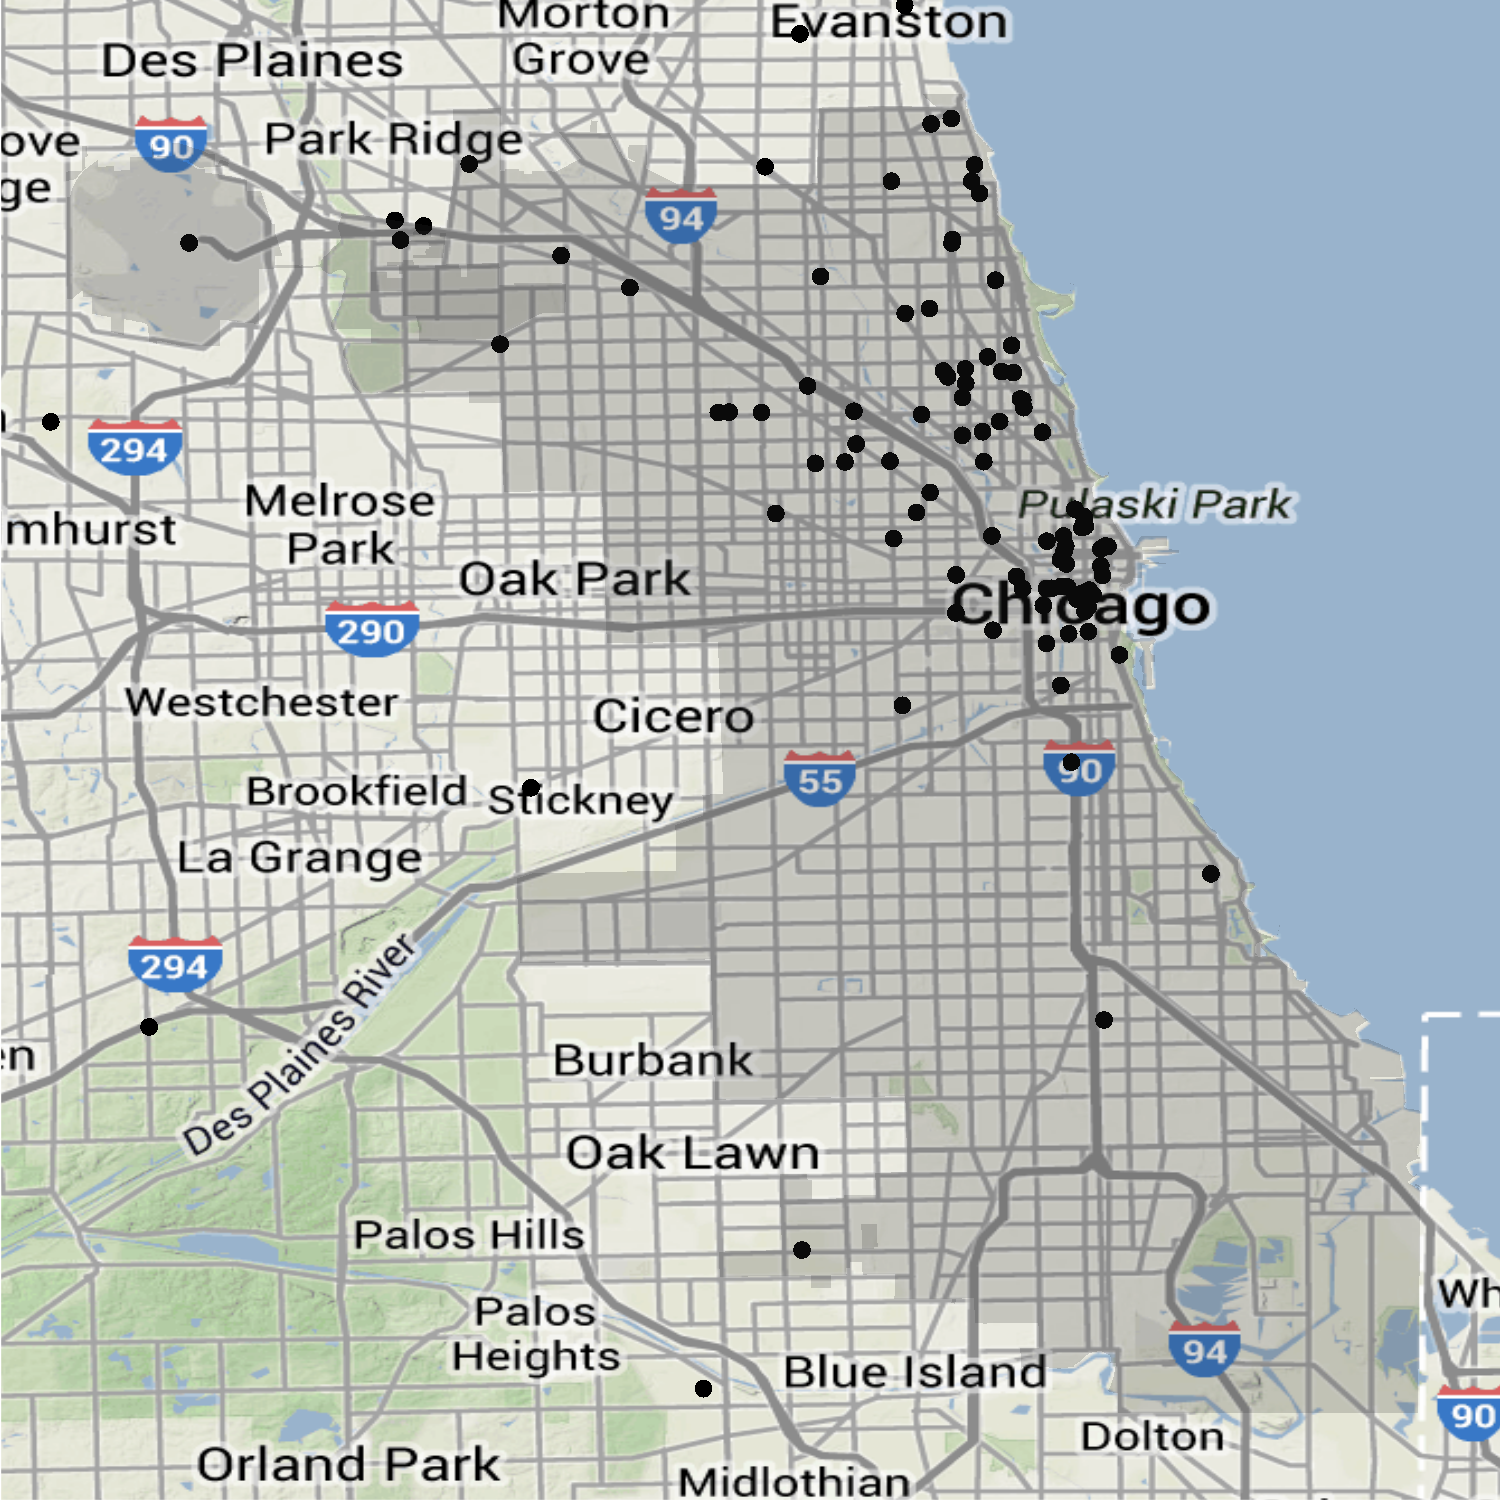 Morton
Grove
Evanston
Des Plaines
90
Park Ridge
ove
ge
94
294
Melrose
Park
Pulaski Park
mhurst
Oak Park
Chicago
290
Westchester
Cicero
55
90
Brookfield
Stickney
La Grange
294
Des Plaines River
en
Burbank
Oak Lawn
Palos Hills
Palos
Heights
Wh
94
Blue Island
90
Dolton
Orland Park
Midlothian